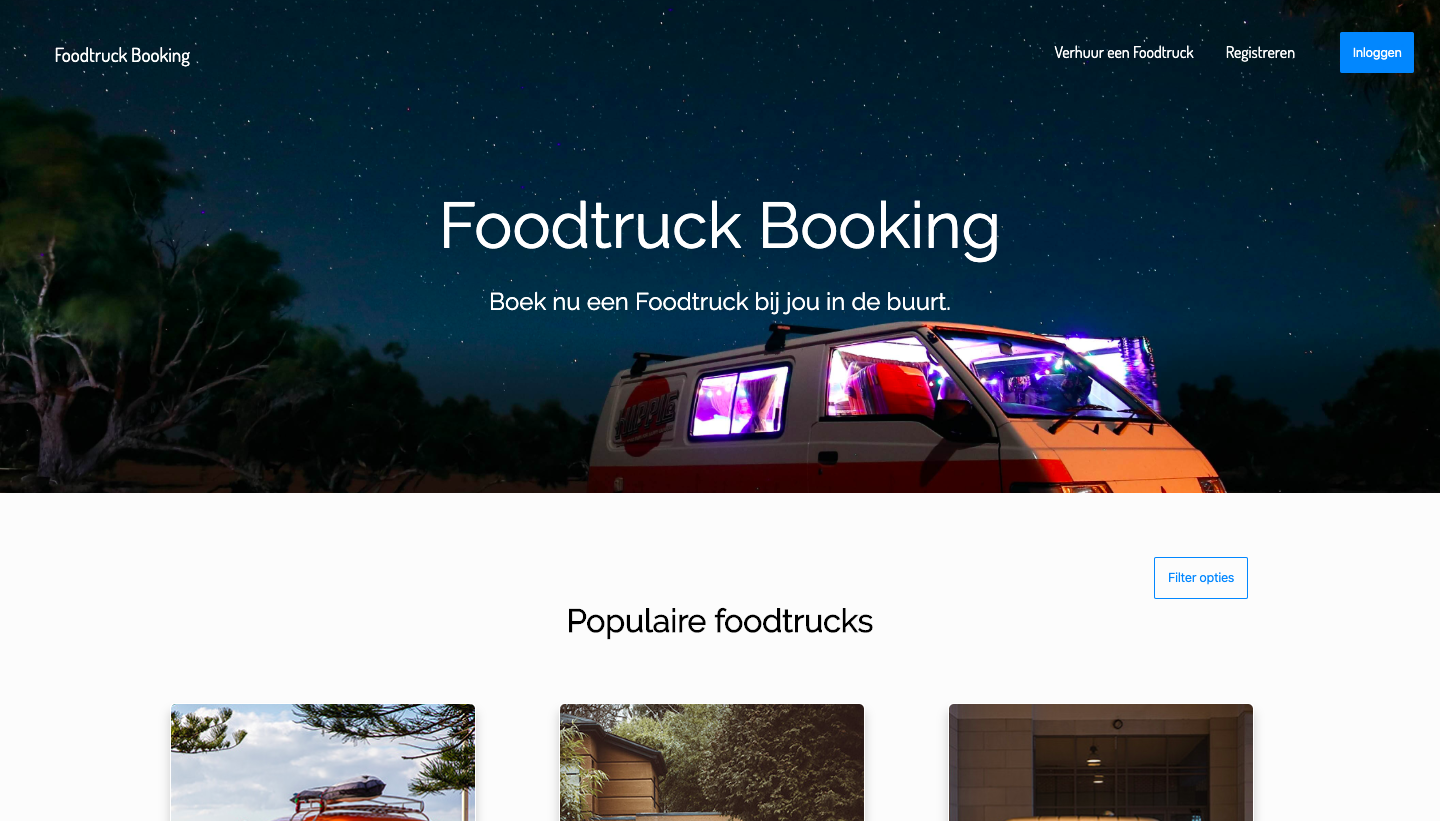 Foodtruck Booking
Verhuur een Foodtruck
Registreren
Inloggen
Foodtruck Booking
Boek nu een Foodtruck bij jou in de buurt.
HIPPIE
Filter opties
Populaire foodtrucks